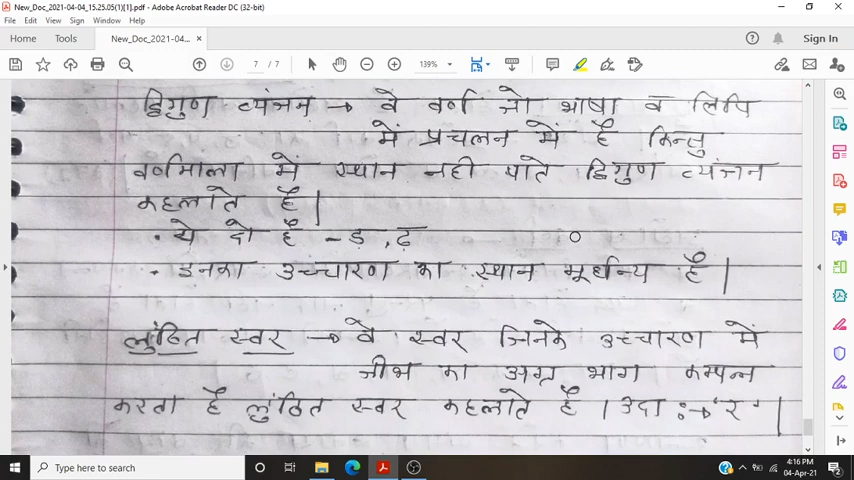 New_Doc_2021-04-04_15.25.05(1)[1].pdf - Adobe Acrobat Reader DC (32-bit)
File Edit View Sign Window Help
Home Tools New_Doc_2021-04-... × Sign In
7 / 7 139%
द्विगुण व्यंजन → वे वर्ण जो भाषा व लिपि
में प्रचलन में है किन्तु
वर्णमाला में स्थान नही पाते द्विगुण व्यंजन
कहलाते है|
. ये दो है - ड़, ढ़
. इनका उच्चारण का स्थान मूर्धन्य है|
लुंठित स्वर → वे स्वर जिनके उच्चारण में
जीभ का अग्र भाग कम्पन्न
करता है लुंठित स्वर कहलाते है | उदा :→ 'र'|
Type here to search
4:16 PM
04-Apr-21
2